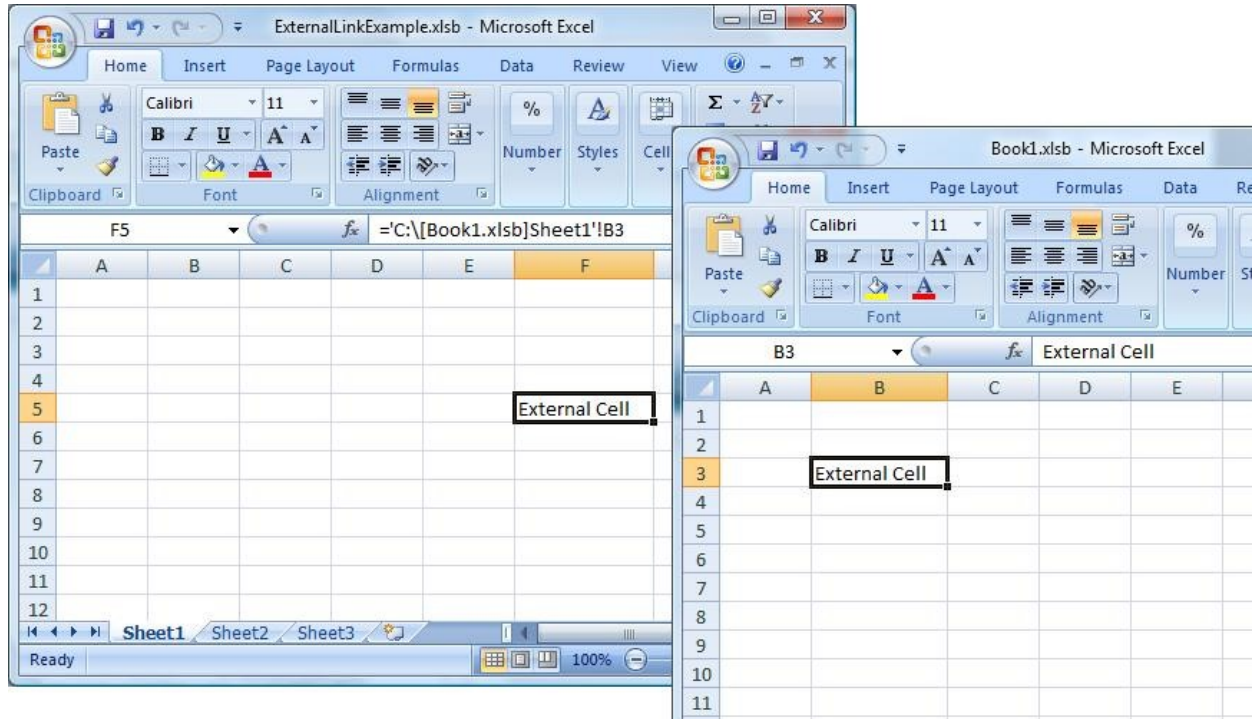 ExternalLinkExample.xlsb - Microsoft Excel
Home Insert Page Layout Formulas Data Review View
Paste
Calibri 11
B I U A A
A
% A Σ
Number Styles Cell
Clipboard Font Alignment
F5 fx ='C:\[Book1.xlsb]Sheet1'!B3
A B C D E F
1
2
3
4
5 External Cell
6
7
8
9
10
11
12
Sheet1 Sheet2 Sheet3
Ready 100%
Book1.xlsb - Microsoft Excel
Home Insert Page Layout Formulas Data Re
Paste
Calibri 11
B I U A A
A
%
Number St
Clipboard Font Alignment
B3 fx External Cell
A B C D E
1
2
3 External Cell
4
5
6
7
8
9
10
11